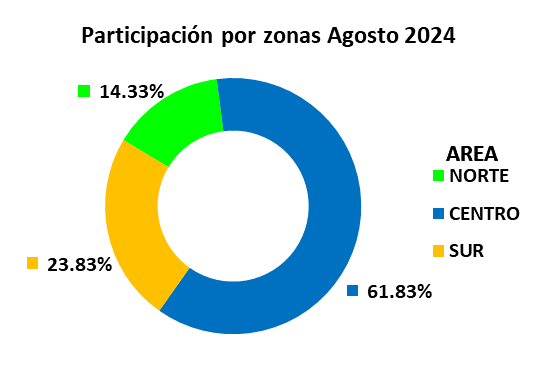 Participación por zonas Agosto 2024
14.33%
AREA
NORTE
CENTRO
SUR
23.83%
61.83%